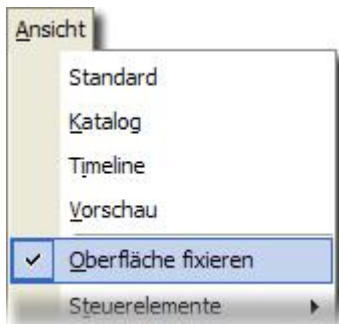 Ansicht
Standard
Katalog
Timeline
Vorschau
Oberfläche fixieren
Steuerelemente